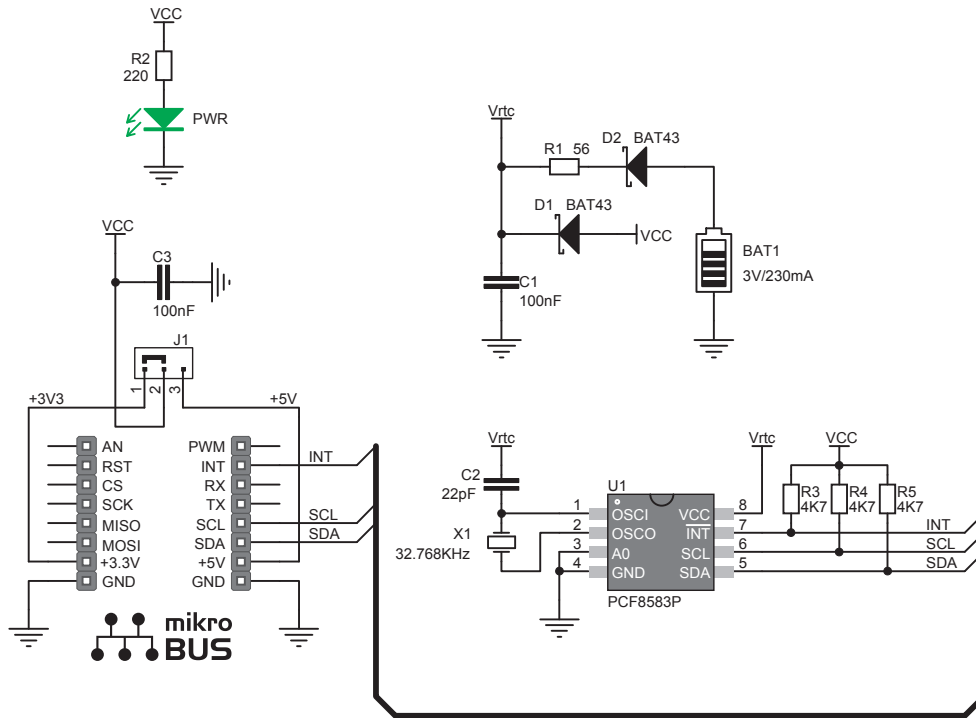 VCC
R2
220
PWR
Vrtc
R1 56
D2 BAT43
D1 BAT43
VCC
BAT1
3V/230mA
C1
100nF
VCC
C3
100nF
J1
1
2
3
+3V3
+5V
AN
RST
CS
SCK
MISO
MOSI
+3.3V
GND
PWM
INT
RX
TX
SCL
SDA
+5V
GND
INT
SCL
SDA
mikro
BUS
Vrtc
C2
22pF
X1
32.768KHz
U1
1
2
3
4
OSCI
OSCO
A0
GND
VCC
INT
SCL
SDA
8
7
6
5
PCF8583P
Vrtc
VCC
R3
4K7
R4
4K7
R5
4K7
INT
SCL
SDA